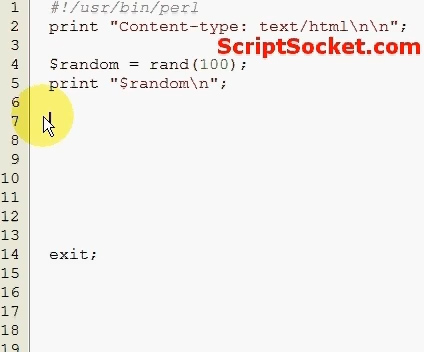 1 #!/usr/bin/perl
2 print "Content-type: text/html\n\n";
ScriptSocket.com
3
4 $random = rand(100);
5 print "$random\n";
6
7
8
9
10
11
12
13
14 exit;
15
16
17
18
19